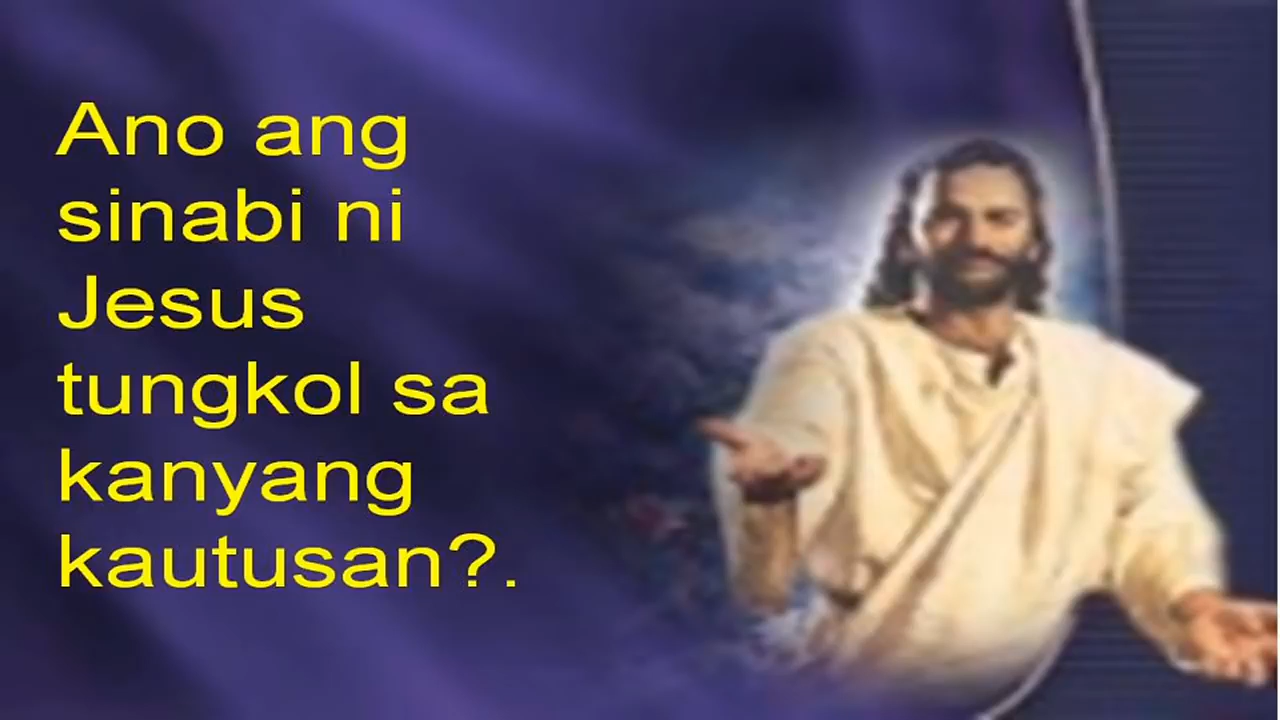 Ano ang
sinabi ni
Jesus
tungkol sa
kanyang
kautusan?.